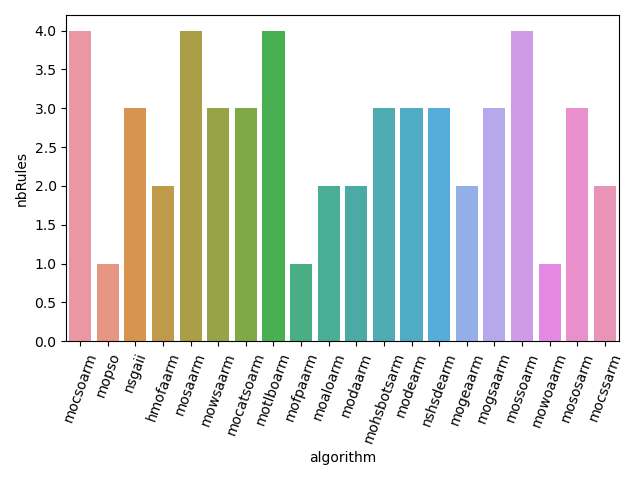 4.0
3.5
3.0
2.5
2.0
1.5
1.0
0.5
0.0
nbRules
mocsoarm
mopso
nsgaii
hmofaarm
mosaarm
mowsaarm
mocatsoarm
motlboarm
mofpaarm
moaloarm
modaarm
mohsbotsarm
modearm
nshsdearm
mogeaarm
mogsaarm
mossoarm
mowoaarm
mososarm
mocssarm
algorithm